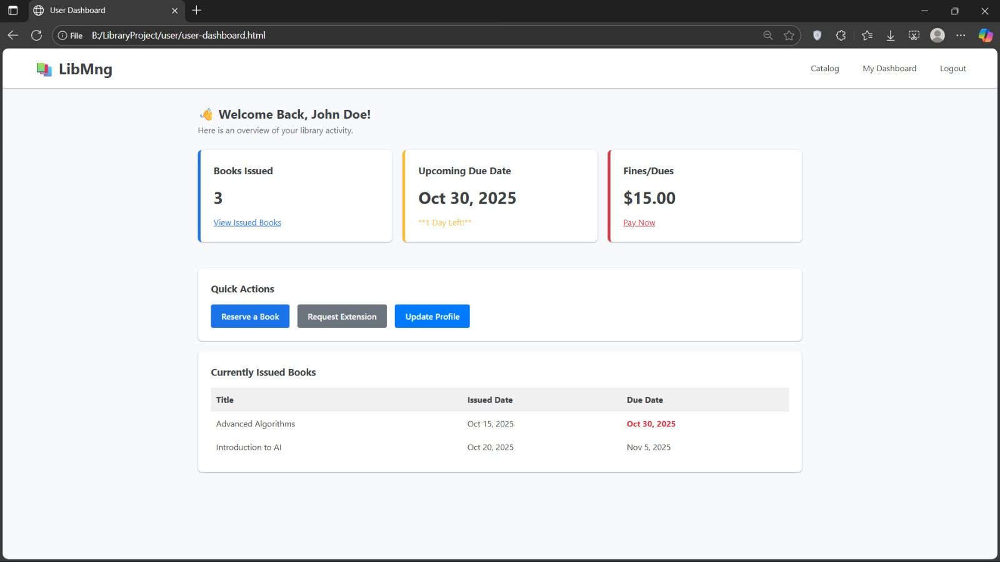 User Dashboard
File B:/LibraryProject/user/user-dashboard.html
LibMng
Catalog My Dashboard Logout
👋 Welcome Back, John Doe!
Here is an overview of your library activity.
Books Issued
3
View Issued Books
Upcoming Due Date
Oct 30, 2025
**1 Day Left!**
Fines/Dues
$15.00
Pay Now
Quick Actions
Reserve a Book Request Extension Update Profile
Currently Issued Books
Title Issued Date Due Date
Advanced Algorithms Oct 15, 2025 Oct 30, 2025
Introduction to AI Oct 20, 2025 Nov 5, 2025